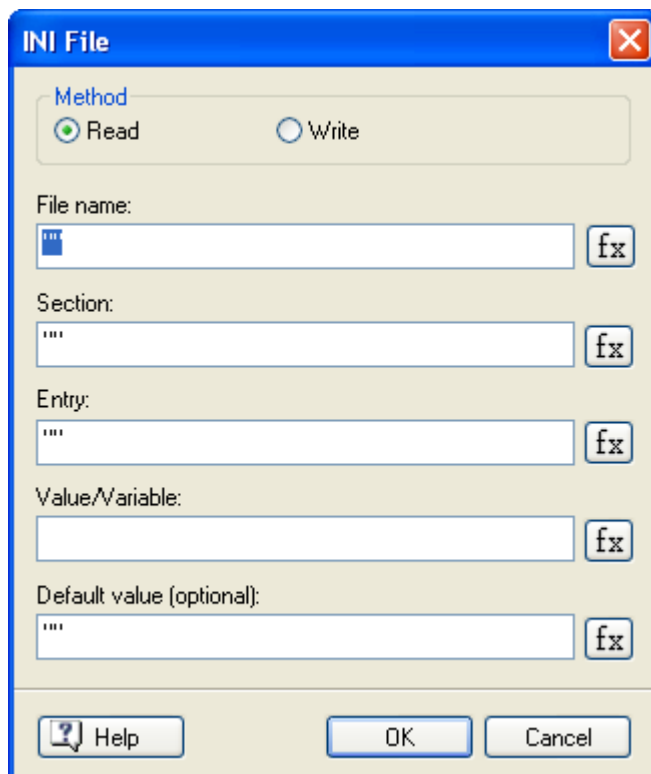 INI File
Method
Read Write
File name:
"" fx
Section:
"" fx
Entry:
"" fx
Value/Variable:
fx
Default value (optional):
"" fx
Help OK Cancel